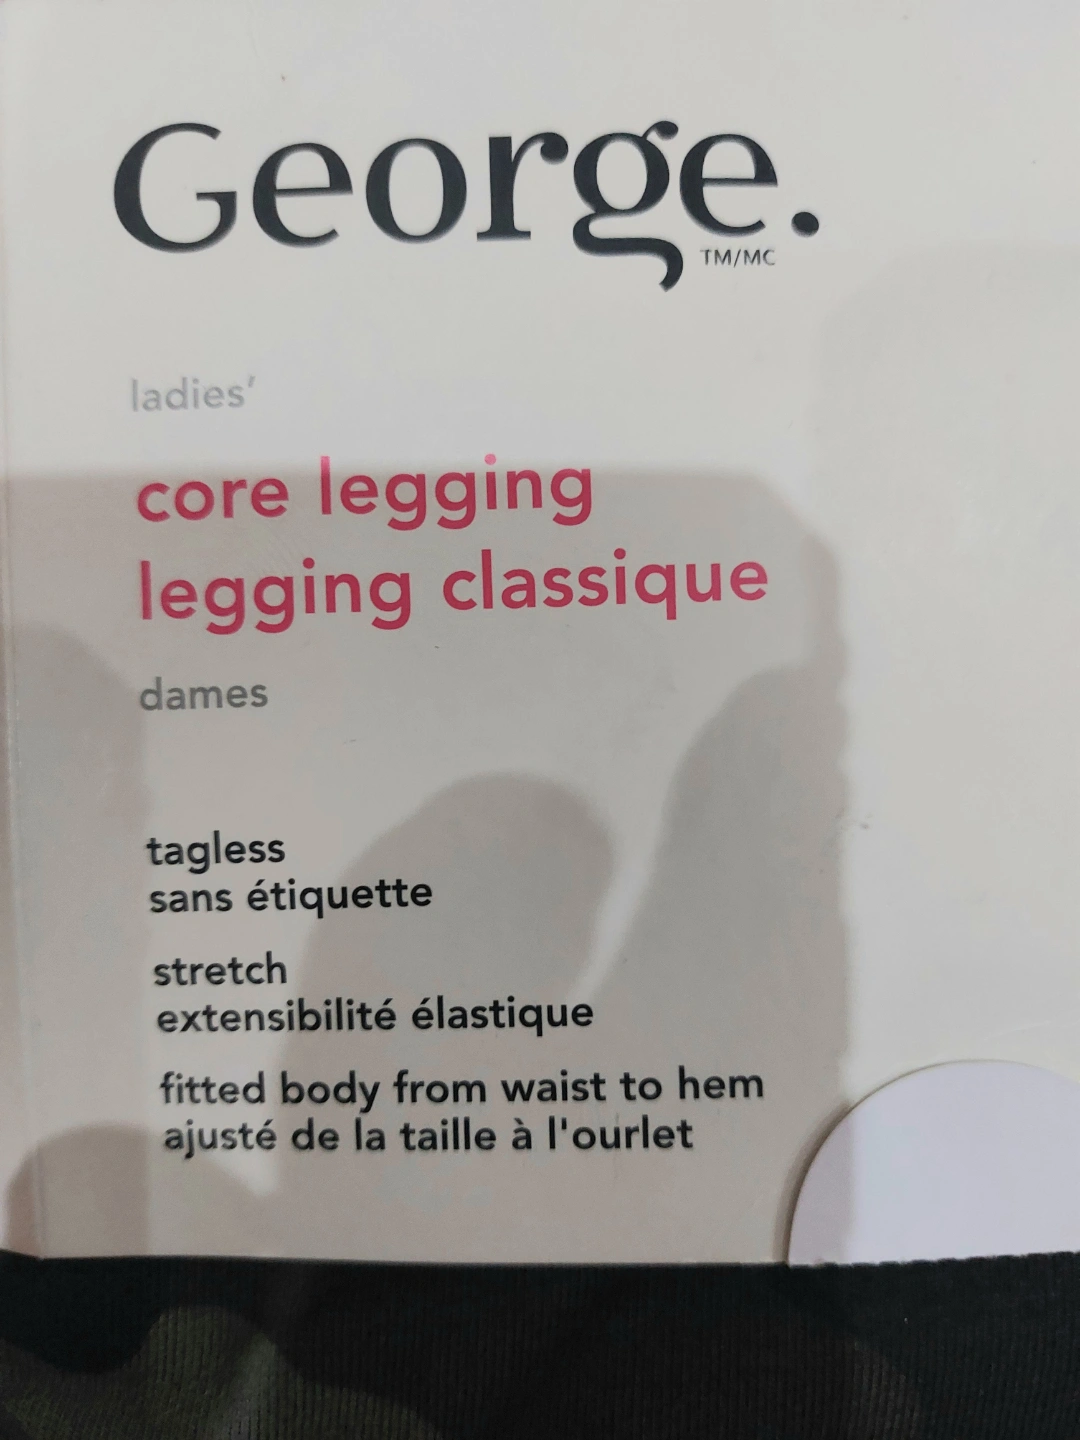 George.
TM/MC
ladies'
core legging
legging classique
dames
tagless
sans étiquette
stretch
extensibilité élastique
fitted body from waist to hem
ajusté de la taille à l'ourlet